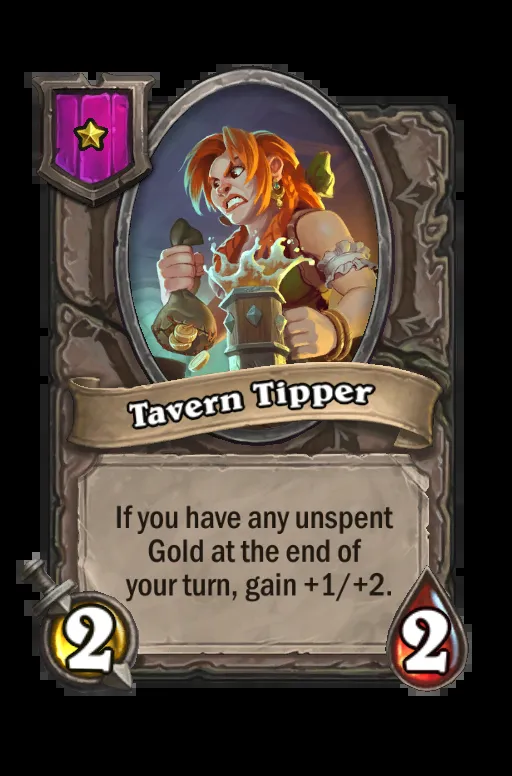 Tavern Tipper
If you have any unspent
Gold at the end of
your turn, gain +1/+2.
2
2